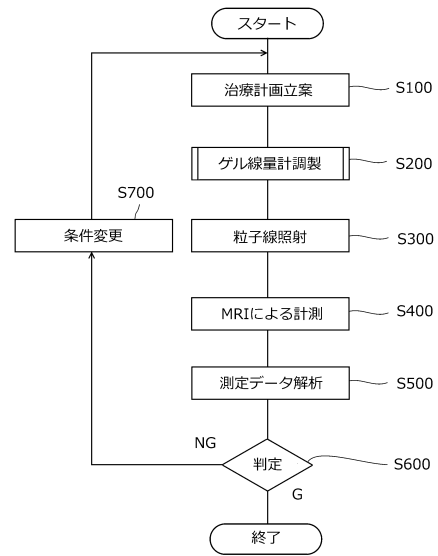 スタート
治療計画立案
S100
ゲル線量計調製
S200
S700
条件変更
粒子線照射
S300
MRIによる計測
S400
測定データ解析
S500
NG
判定
S600
G
終了